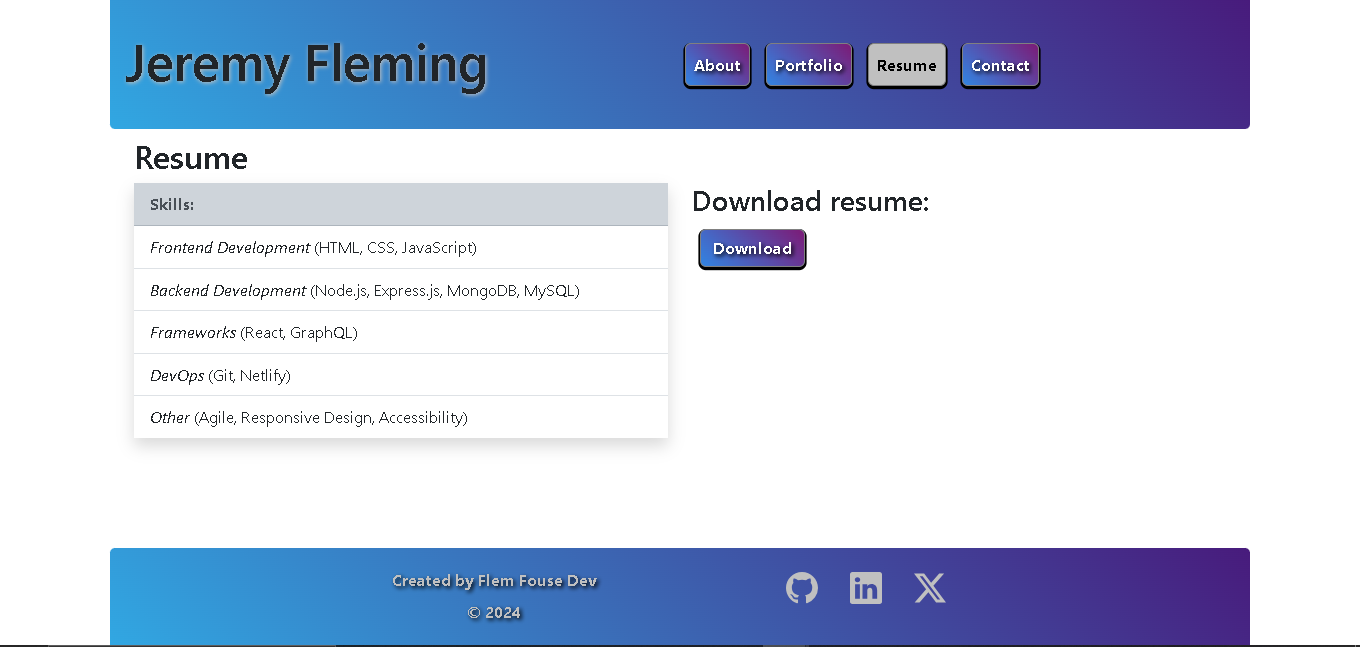 Jeremy Fleming
About
Portfolio
Resume
Contact
Resume
Skills:
Frontend Development (HTML, CSS, JavaScript)
Backend Development (Node.js, Express.js, MongoDB, MySQL)
Frameworks (React, GraphQL)
DevOps (Git, Netlify)
Other (Agile, Responsive Design, Accessibility)
Download resume:
Download
Created by Flem Fouse Dev
© 2024